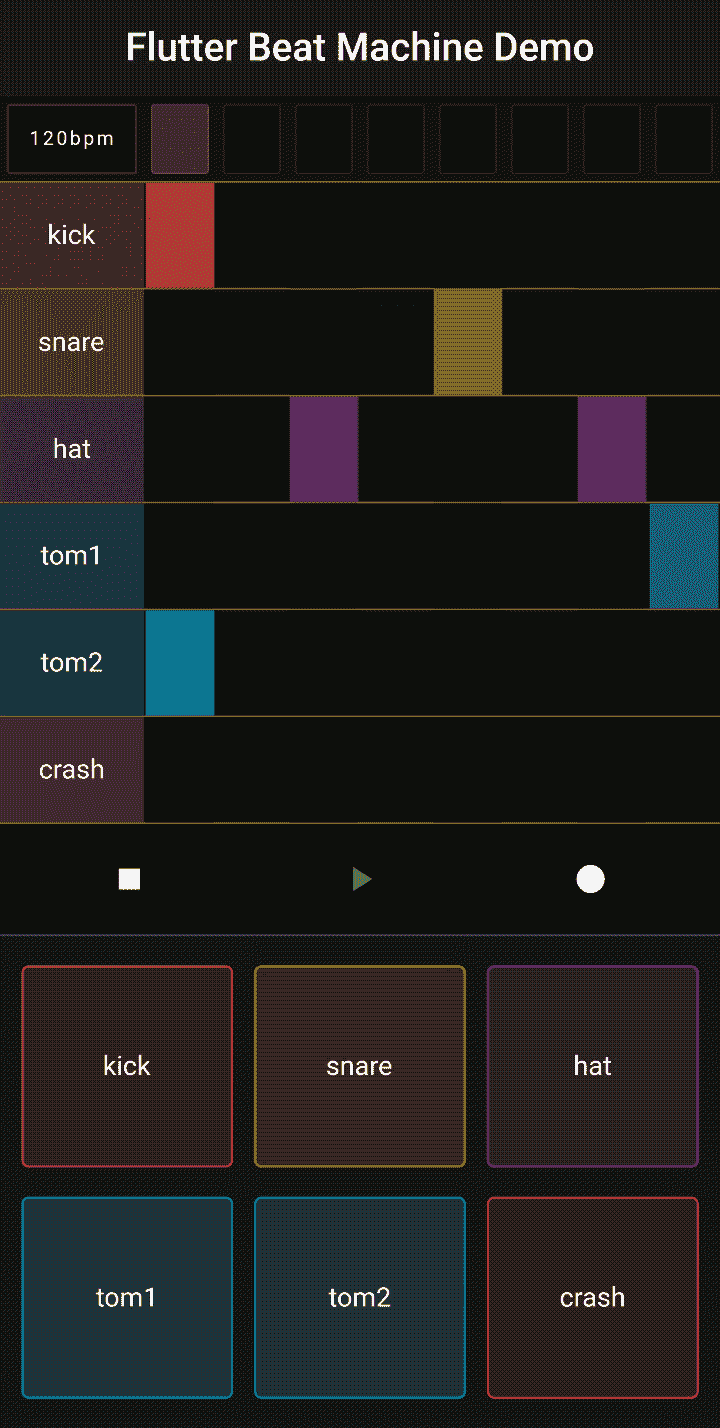 Flutter Beat Machine Demo
120bpm
kick
snare
hat
tom1
tom2
crash
kick snare hat
tom1 tom2 crash